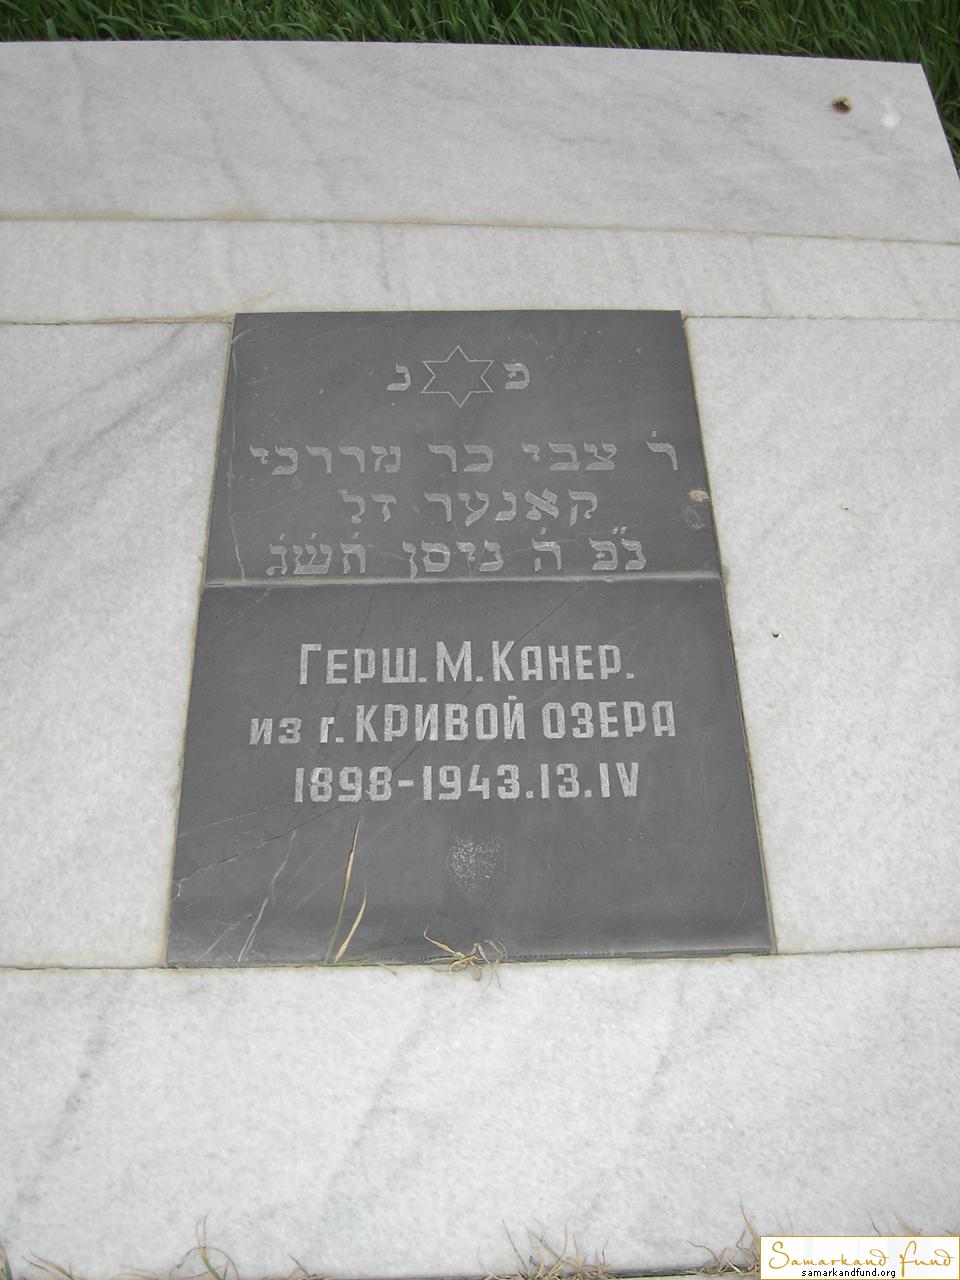 פ נ
ר' צבי בר מרדכי
קאנער ז"ל
נ"פ ה' ניסן תש"ג
ГЕРШ. М. КАНЕР.
ИЗ г. КРИВОЙ ОЗЕРА
1898-1943.13.IV
Samarkand Fund
samarkandfund.org